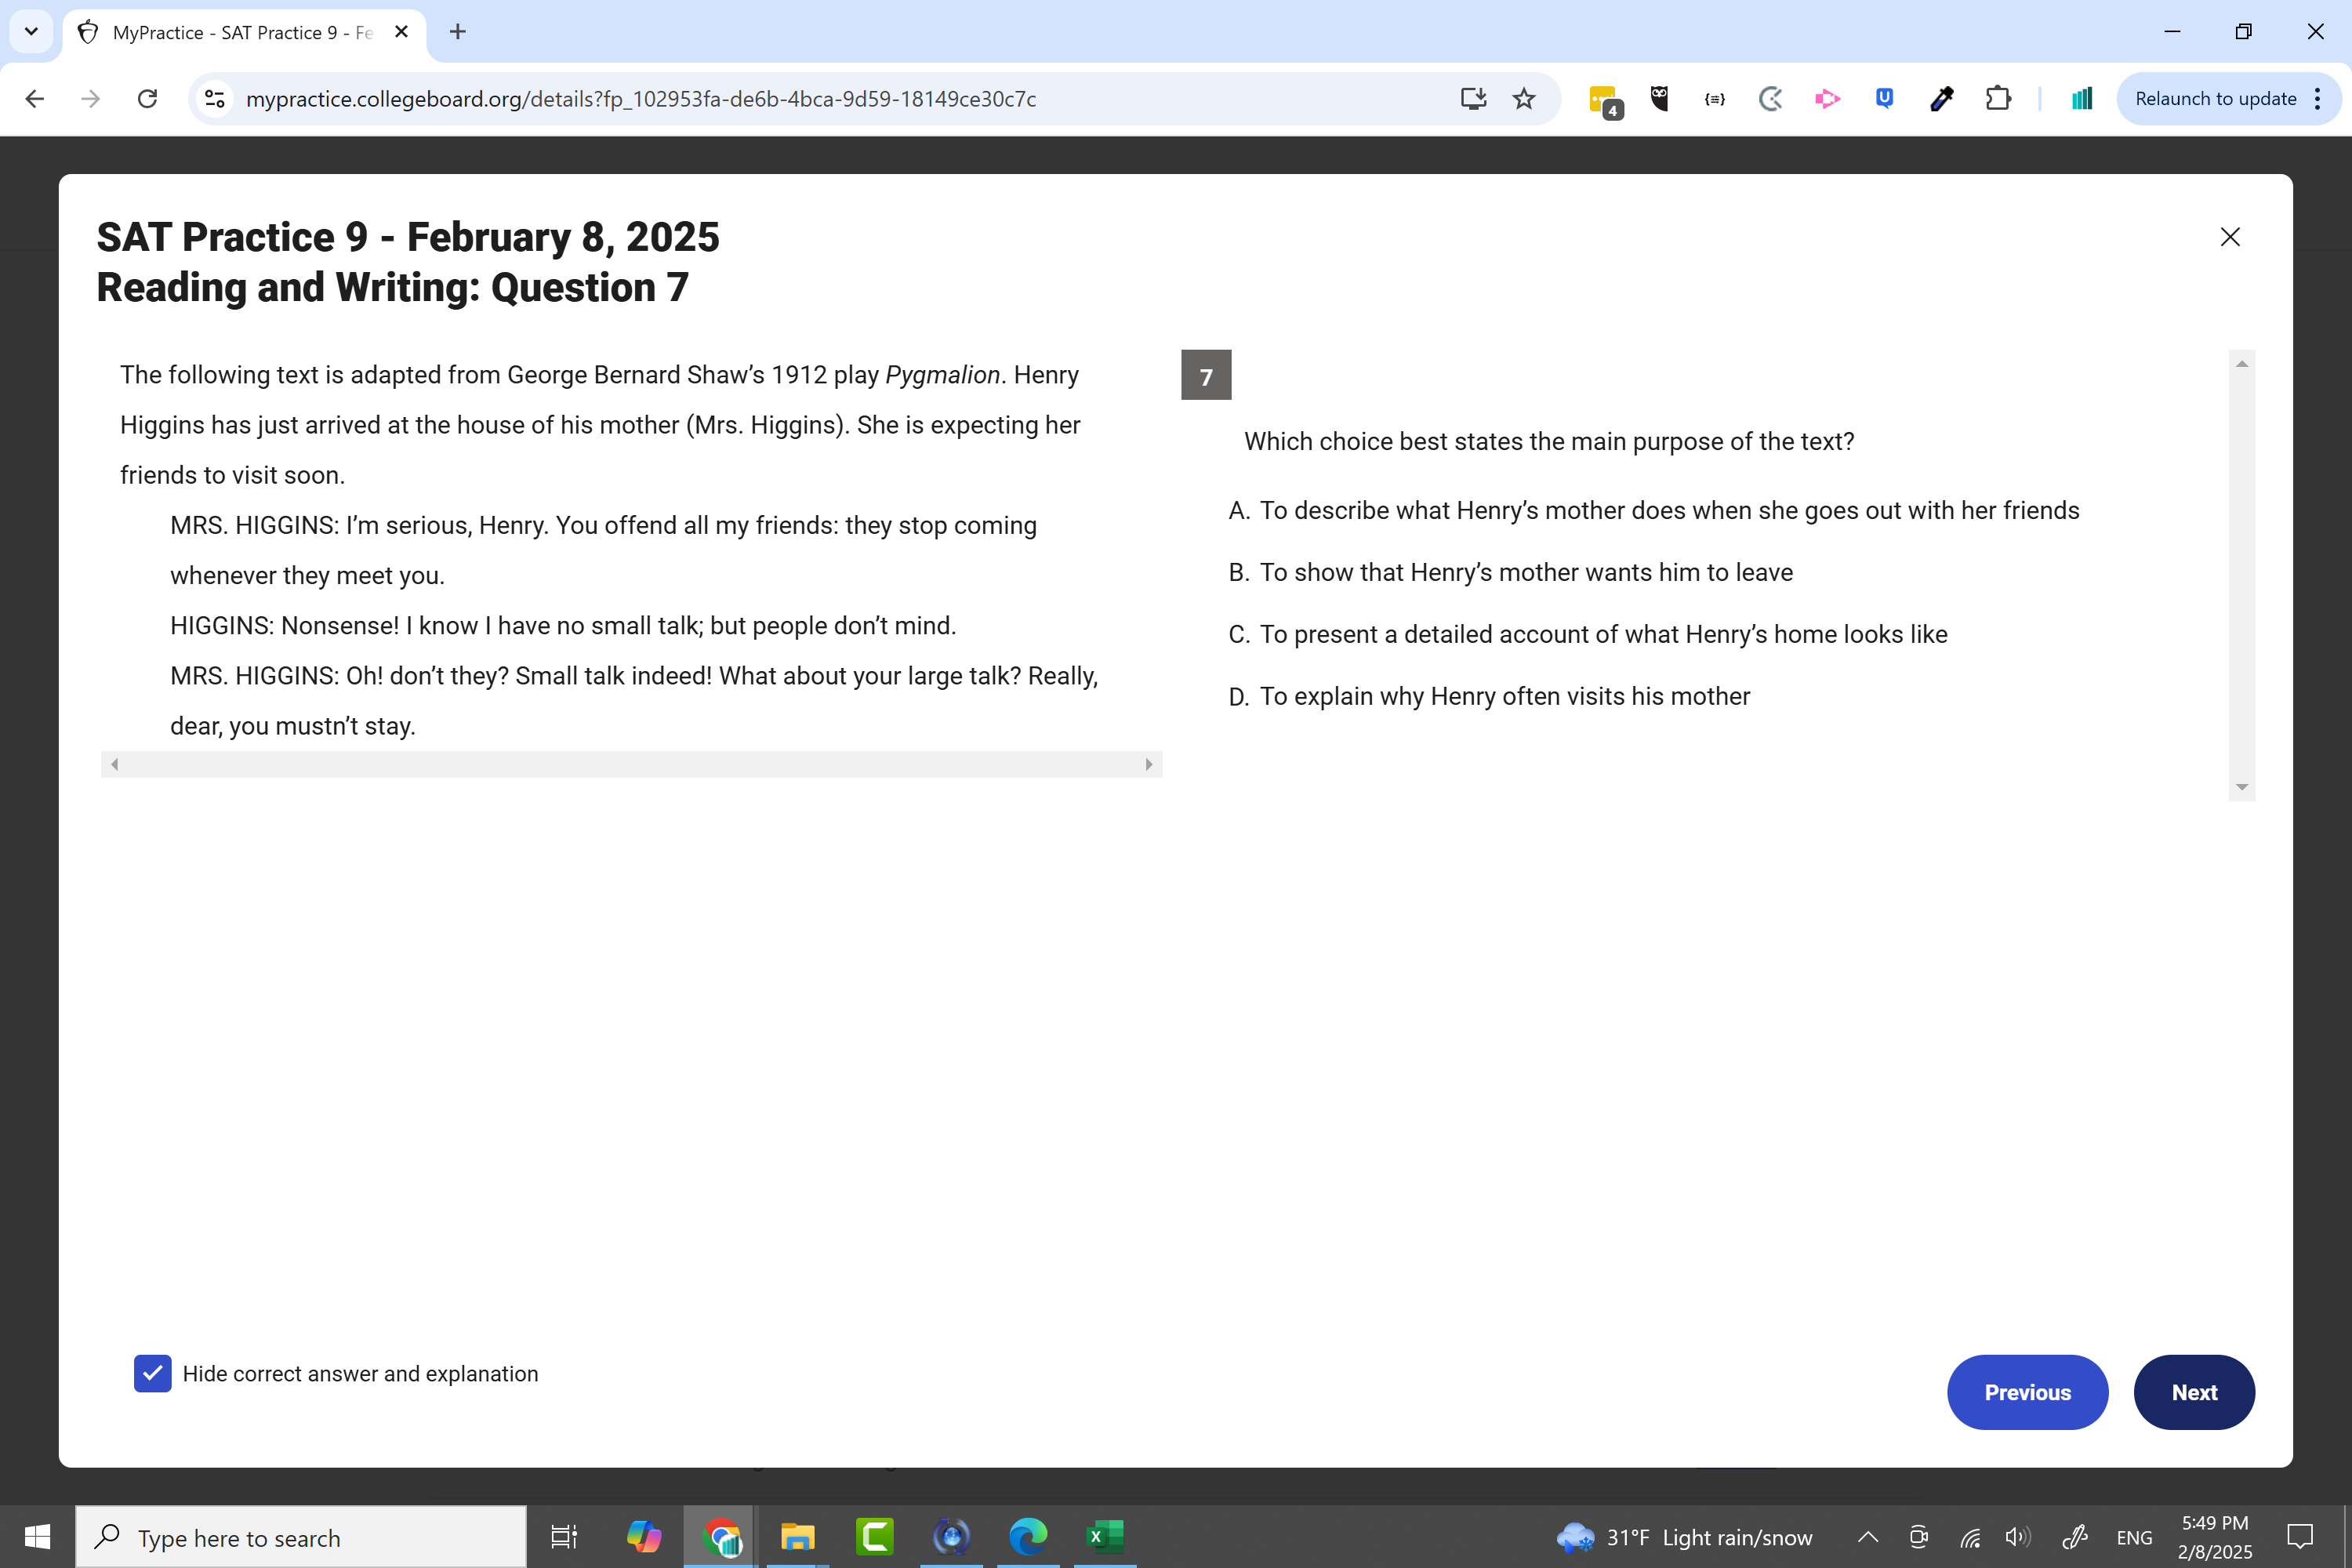 MyPractice - SAT Practice 9 - Fe
mypractice.collegeboard.org/details?fp_102953fa-de6b-4bca-9d59-18149ce30c7c
4
Relaunch to update
SAT Practice 9 - February 8, 2025
Reading and Writing: Question 7
The following text is adapted from George Bernard Shaw’s 1912 play Pygmalion. Henry
Higgins has just arrived at the house of his mother (Mrs. Higgins). She is expecting her
friends to visit soon.
MRS. HIGGINS: I’m serious, Henry. You offend all my friends: they stop coming
whenever they meet you.
HIGGINS: Nonsense! I know I have no small talk; but people don’t mind.
MRS. HIGGINS: Oh! don’t they? Small talk indeed! What about your large talk? Really,
dear, you mustn’t stay.
7
Which choice best states the main purpose of the text?
A. To describe what Henry’s mother does when she goes out with her friends
B. To show that Henry’s mother wants him to leave
C. To present a detailed account of what Henry’s home looks like
D. To explain why Henry often visits his mother
Hide correct answer and explanation
Previous
Next
Type here to search
31°F Light rain/snow
ENG
5:49 PM
2/8/2025